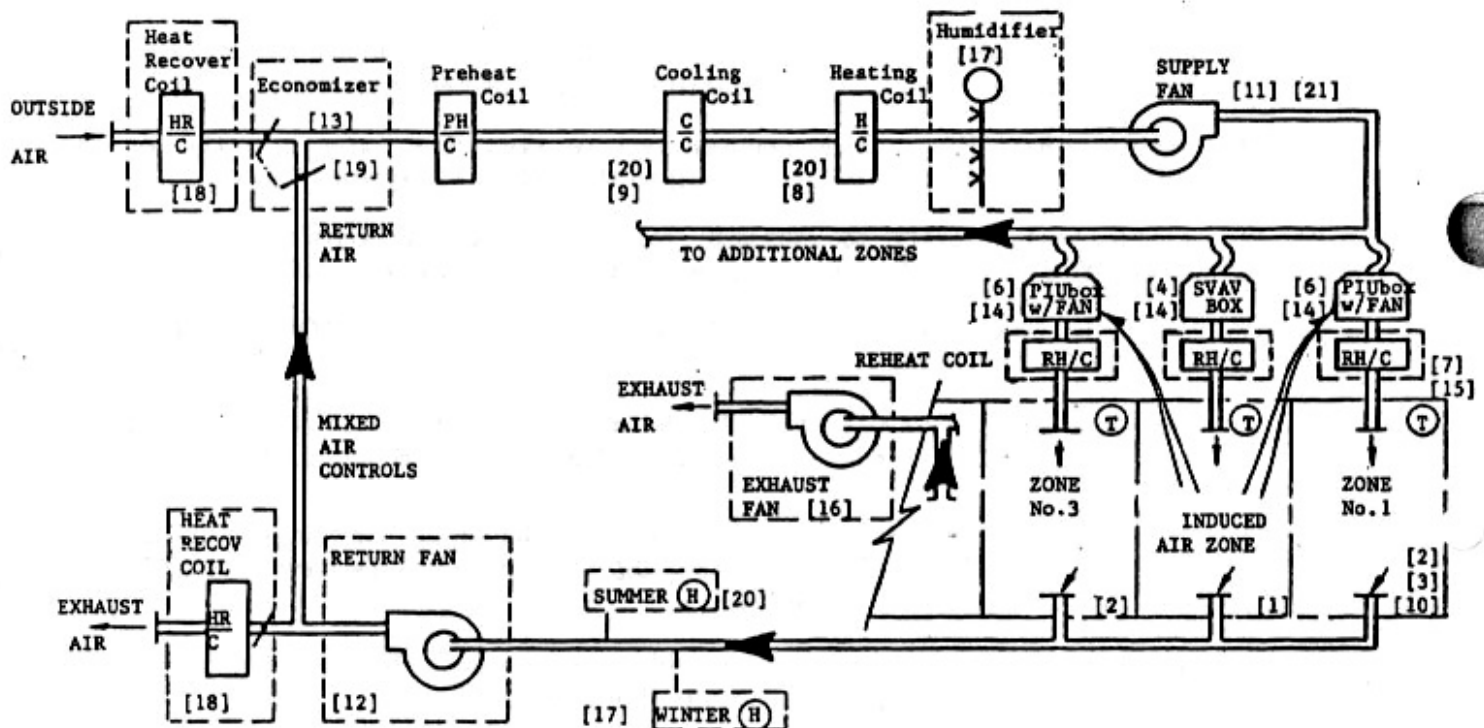 Heat
Recover
Coil
Economizer
Preheat
Coil
Cooling
Coil
Heating
Coil
Humidifier
[17]
SUPPLY
FAN
[11] [21]
OUTSIDE
AIR
HR
C
[13]
PH
C
C
C
H
C
[18]
[19]
[20]
[9]
[20]
[8]
RETURN
AIR
TO ADDITIONAL ZONES
[6]
[14]
PIUbox
w/FAN
[4]
[14]
SVAV
BOX
[6]
[14]
PIUbox
w/FAN
REHEAT COIL
RH/C
RH/C
RH/C
[7]
[15]
EXHAUST
AIR
T
T
T
MIXED
AIR
CONTROLS
EXHAUST
FAN [16]
ZONE
No.3
INDUCED
AIR ZONE
ZONE
No.1
HEAT
RECOV
COIL
RETURN FAN
EXHAUST
AIR
HR
C
SUMMER H [20]
[2]
[1]
[2]
[3]
[10]
[18]
[12]
[17] WINTER H